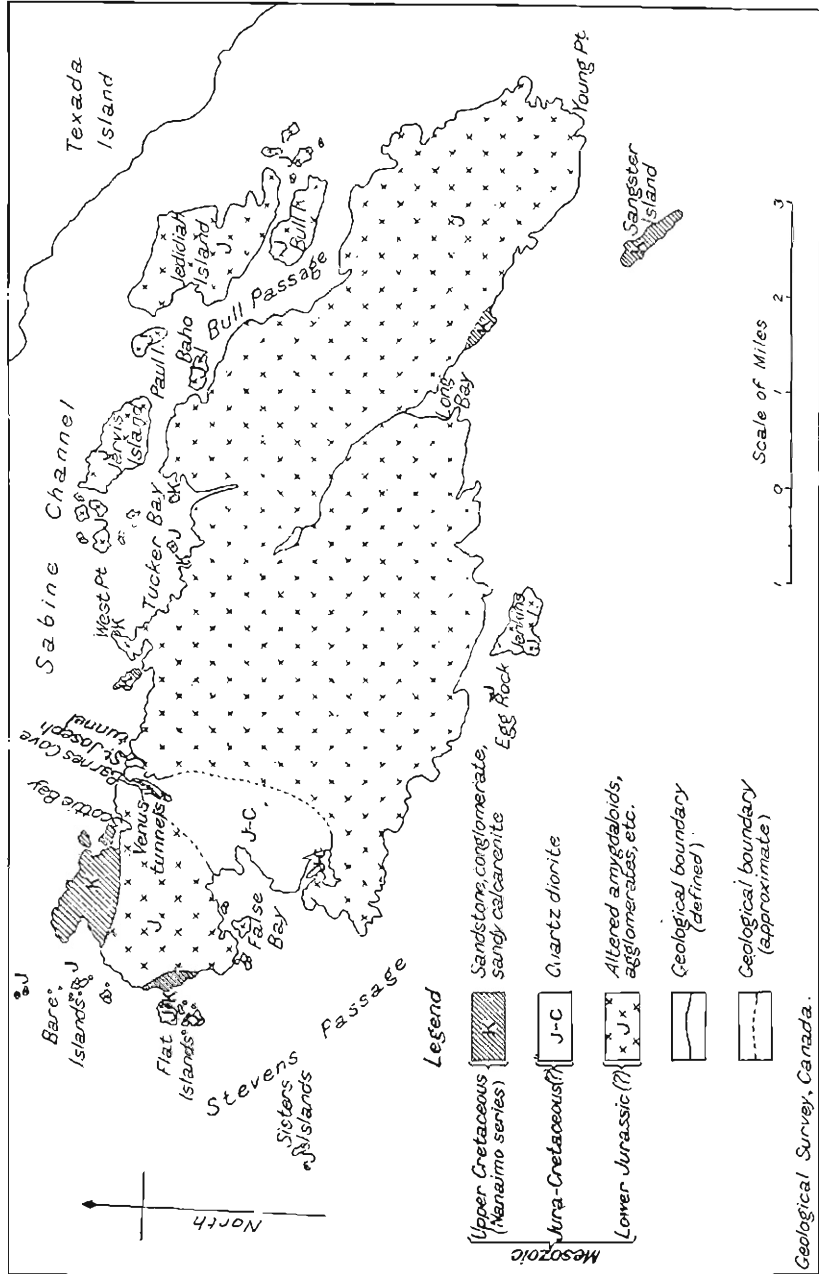 Texada
Island
Sabine Channel
Bare
Islands
J
J
Flat
Islands
J
K
K
Scottie Bay
Barnes Cove
St. Joseph
tunnel
Venus
tunnels
J
J-C
False
Bay
West Pt
K
Tucker Bay
K
J
K
J
Jervis
Island
Paul I.
Baho
J
Jedidiah
Island
J
J
Bull I.
Bull Passage
J
Long
Bay
Young Pt.
Sangster
Island
Stevens Passage
Sisters
Islands
J
Egg Rock
Jenkins
I.
North
Scale of Miles
1 0 1 2 3
Legend
Mesozoic
Upper Cretaceous
(Nanaimo series)
K
Sandstone, conglomerate,
sandy calcarenite
Jura-Cretaceous(?)
J-C
Quartz diorite
Lower Jurassic(?)
J
Altered amygdaloids,
agglomerates, etc.
Geological boundary
(defined)
Geological boundary
(approximate)
Geological Survey, Canada.